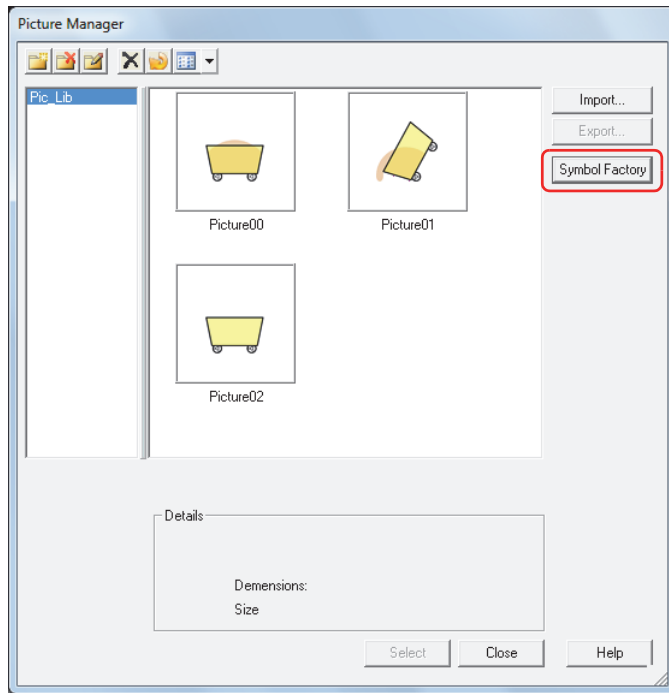 Picture Manager
Pic_Lib
Picture00
Picture01
Picture02
Import...
Export...
Symbol Factory
Details
Demensions:
Size
Select
Close
Help